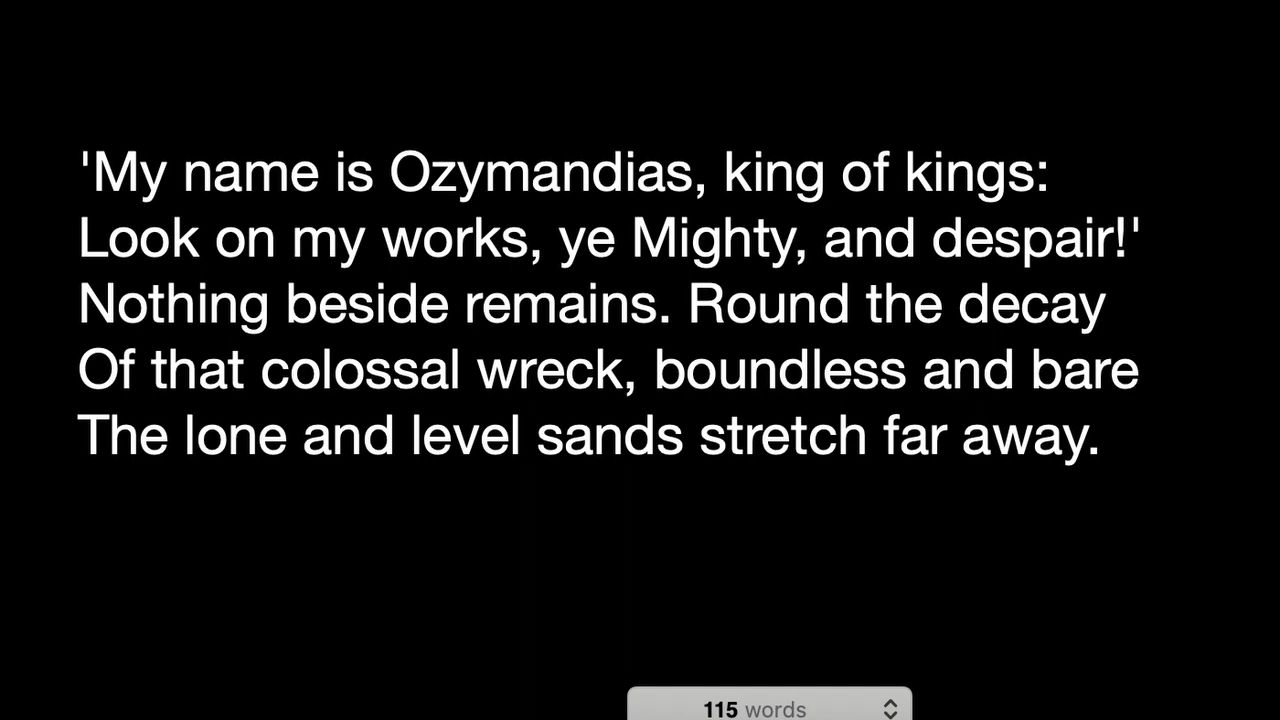 'My name is Ozymandias, king of kings:
Look on my works, ye Mighty, and despair!'
Nothing beside remains. Round the decay
Of that colossal wreck, boundless and bare
The lone and level sands stretch far away.
115 words